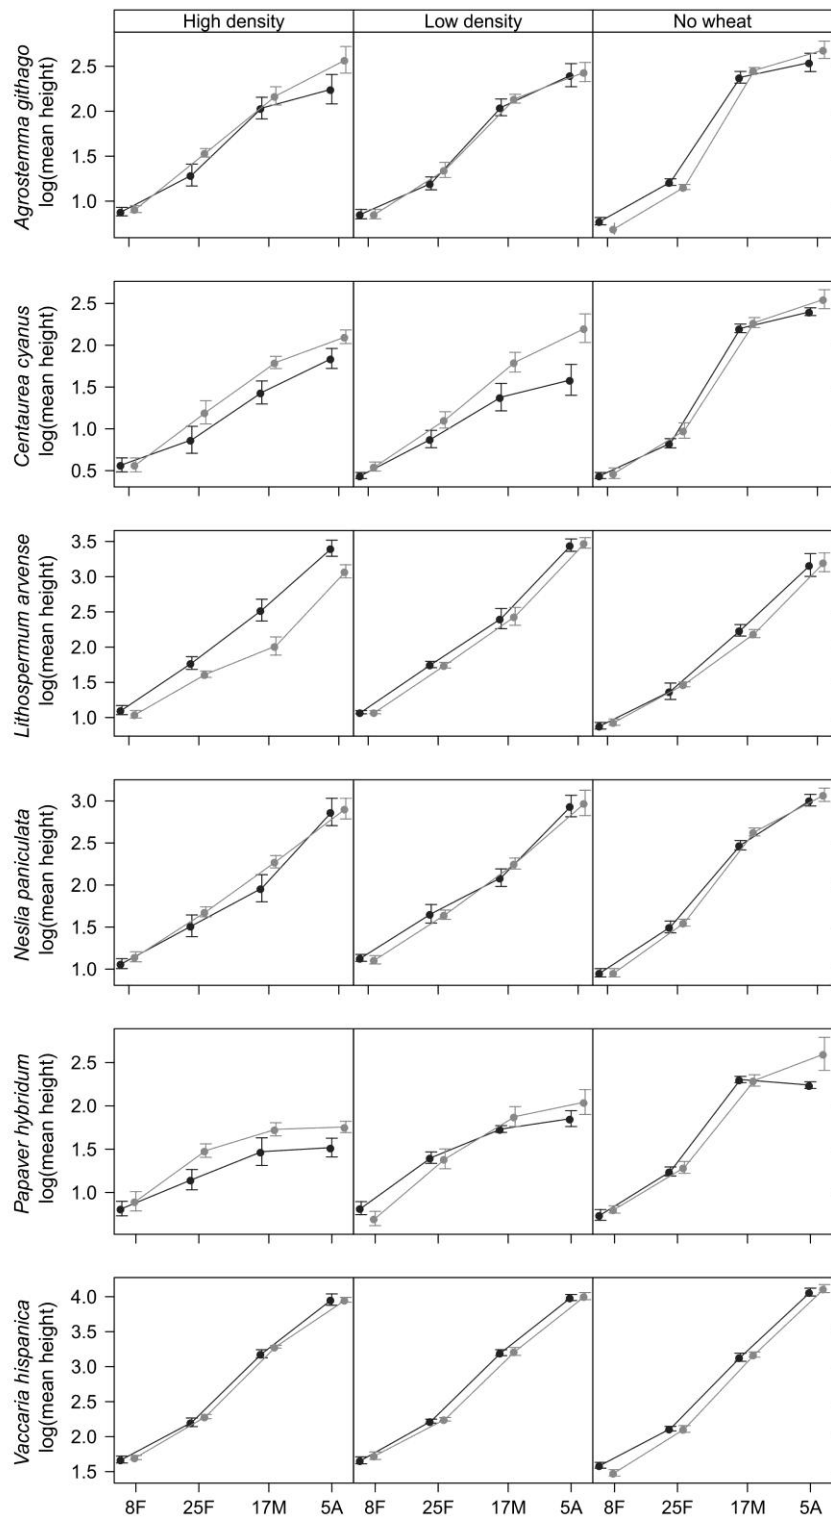 High density Low density No wheat
Agrostemma githago
log(mean height)
2.5
2.0
1.5
1.0
Centaurea cyanus
log(mean height)
2.5
2.0
1.5
1.0
0.5
Lithospermum arvense
log(mean height)
3.5
3.0
2.5
2.0
1.5
1.0
Neslia paniculata
log(mean height)
3.0
2.5
2.0
1.5
1.0
Papaver hybridum
log(mean height)
2.5
2.0
1.5
1.0
Vaccaria hispanica
log(mean height)
4.0
3.5
3.0
2.5
2.0
1.5
8F 25F 17M 5A 8F 25F 17M 5A 8F 25F 17M 5A